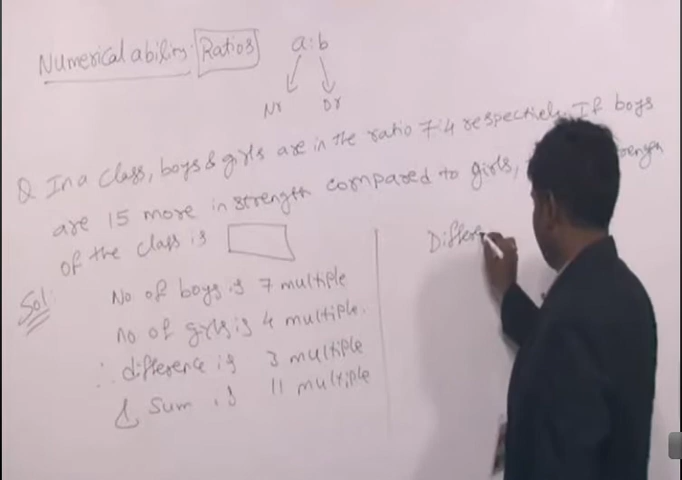 Numerical ability: Ratios a:b
Nr Dr
Q In a class, boys & girls are in the ratio 7:4 respectively. If boys
are 15 more in strength compared to girls,
of the class is
Sol:
No of boys is 7 multiple
no of girls is 4 multiple.
∴ difference is 3 multiple
& Sum is 11 multiple
Differe